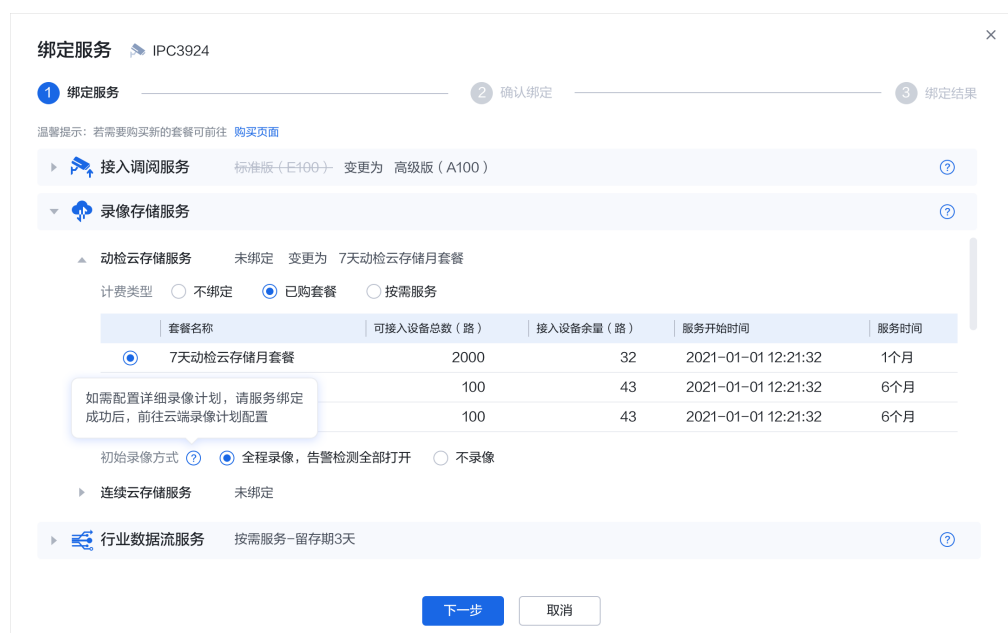 绑定服务 IPC3924
1 绑定服务 2 确认绑定 3 绑定结果
温馨提示：若需要购买新的套餐可前往 购买页面
接入调阅服务 标准版（E100） 变更为 高级版（A100）
录像存储服务
动检云存储服务 未绑定 变更为 7天动检云存储月套餐
计费类型 不绑定 已购套餐 按需服务
套餐名称 可接入设备总数（路） 接入设备余量（路） 服务开始时间 服务时间
7天动检云存储月套餐 2000 32 2021-01-01 12:21:32 1个月
100 43 2021-01-01 12:21:32 6个月
100 43 2021-01-01 12:21:32 6个月
如需配置详细录像计划，请服务绑定
成功后，前往云端录像计划配置
初始录像方式 ? 全程录像，告警检测全部打开 不录像
连续云存储服务 未绑定
行业数据流服务 按需服务-留存期3天
下一步 取消